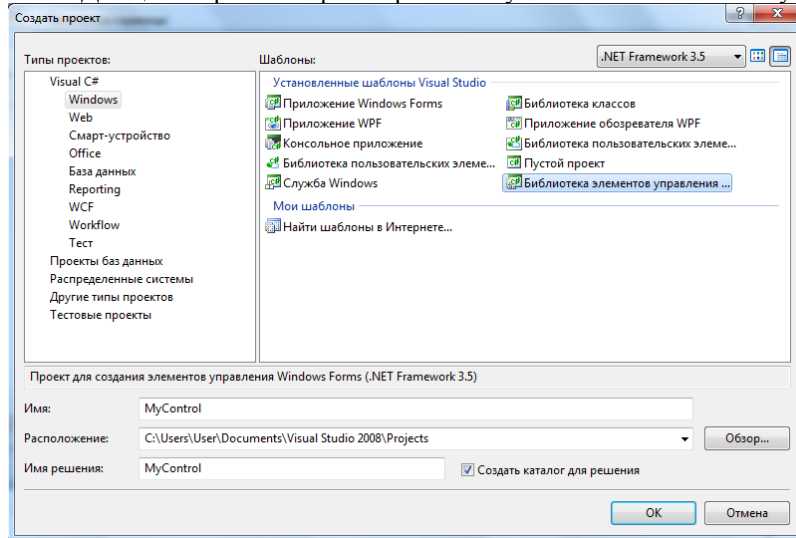 Создать проект
Типы проектов:
Шаблоны:
.NET Framework 3.5
Visual C#
Windows
Web
Смарт-устройство
Office
База данных
Reporting
WCF
Workflow
Тест
Проекты баз данных
Распределенные системы
Другие типы проектов
Тестовые проекты
Установленные шаблоны Visual Studio
Приложение Windows Forms
Библиотека классов
Приложение WPF
Приложение обозревателя WPF
Консольное приложение
Библиотека пользовательских элеме...
Библиотека пользовательских элеме...
Пустой проект
Служба Windows
Библиотека элементов управления ...
Мои шаблоны
Найти шаблоны в Интернете...
Проект для создания элементов управления Windows Forms (.NET Framework 3.5)
Имя:
MyControl
Расположение:
C:\Users\User\Documents\Visual Studio 2008\Projects
Обзор...
Имя решения:
MyControl
Создать каталог для решения
OK
Отмена